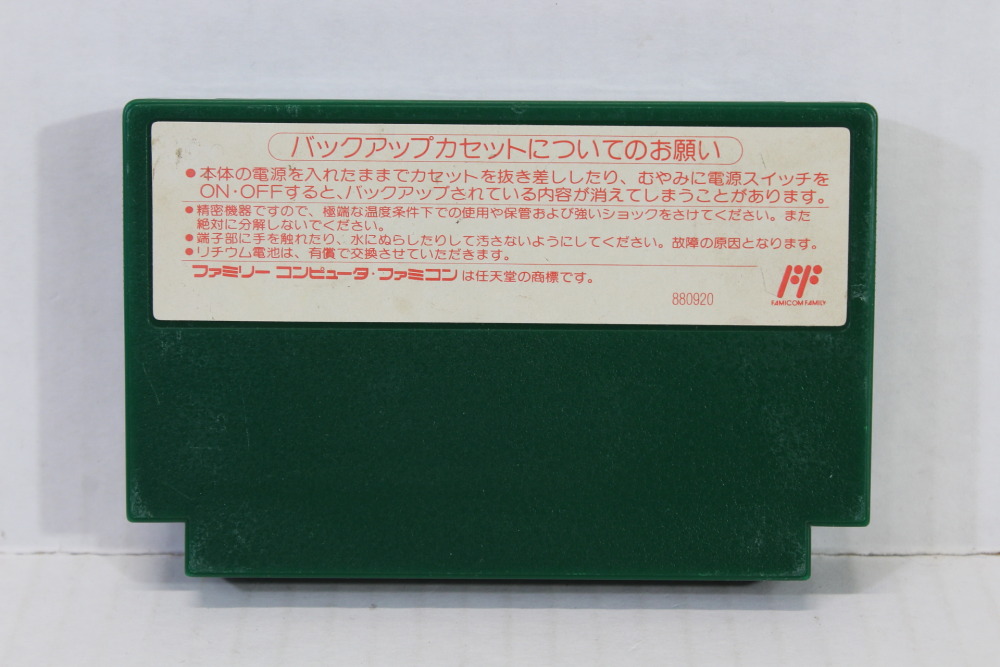 バックアップカセットについてのお願い
●本体の電源を入れたままでカセットを抜き差ししたり、むやみに電源スイッチを
ON・OFFすると、バックアップされている内容が消えてしまうことがあります。
●精密機器ですので、極端な温度条件下での使用や保管および強いショックをさけてください。また
絶対に分解しないでください。
●端子部に手を触れたり、水にぬらしたりして汚さないようにしてください。故障の原因となります。
●リチウム電池は、有償で交換させていただきます。
ファミリー コンピュータ・ファミコン は任天堂の商標です。
880920
FAMICOM FAMILY